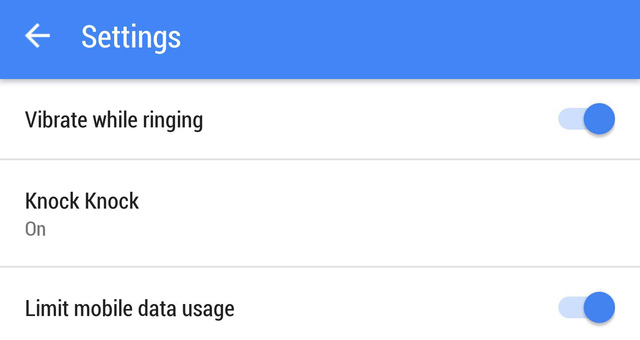 Settings
Vibrate while ringing
Knock Knock
On
Limit mobile data usage